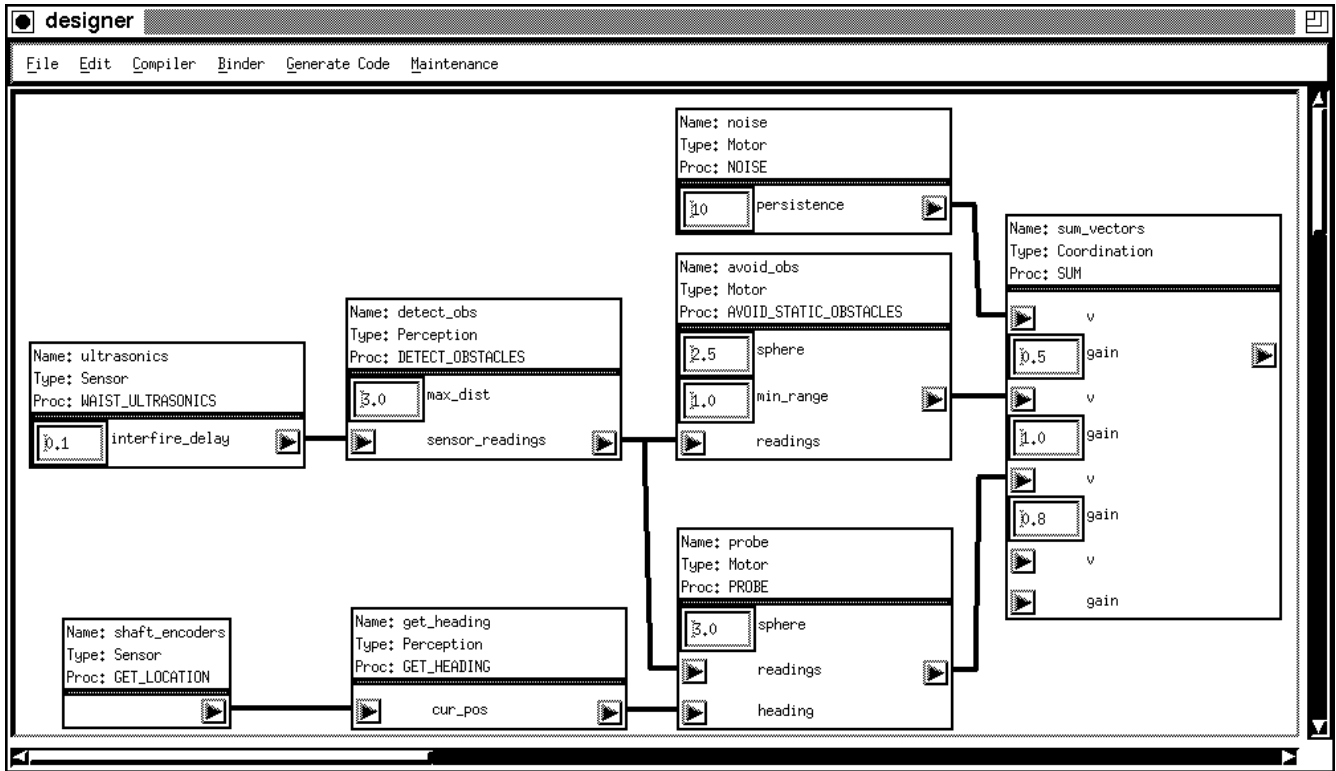 designer
File Edit Compiler Binder Generate Code Maintenance
Name: noise
Type: Motor
Proc: NOISE
10 persistence
Name: sum_vectors
Type: Coordination
Proc: SUM
v
0.5 gain
v
1.0 gain
v
0.8 gain
v
gain
Name: avoid_obs
Type: Motor
Proc: AVOID_STATIC_OBSTACLES
2.5 sphere
1.0 min_range
readings
Name: detect_obs
Type: Perception
Proc: DETECT_OBSTACLES
3.0 max_dist
sensor_readings
Name: ultrasonics
Type: Sensor
Proc: WAIST_ULTRASONICS
0.1 interfire_delay
Name: probe
Type: Motor
Proc: PROBE
3.0 sphere
readings
heading
Name: get_heading
Type: Perception
Proc: GET_HEADING
cur_pos
Name: shaft_encoders
Type: Sensor
Proc: GET_LOCATION